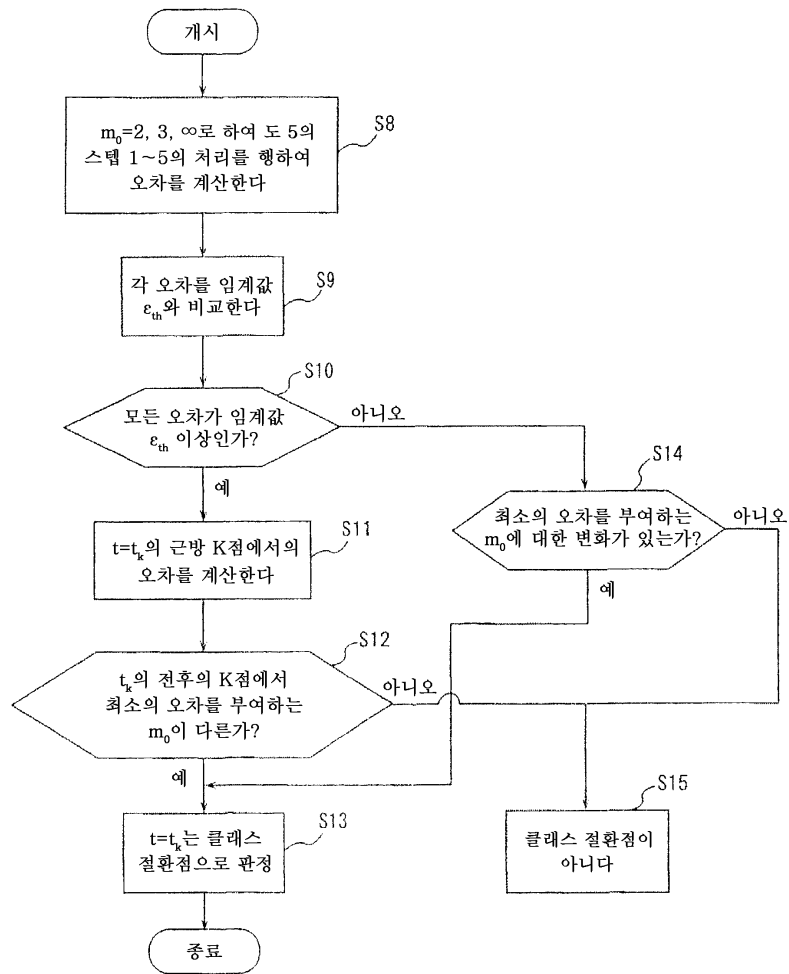 개시
m₀=2, 3, ∞로 하여 도 5의
스텝 1~5의 처리를 행하여
오차를 계산한다
S8
각 오차를 임계값
εth와 비교한다
S9
모든 오차가 임계값
εth 이상인가?
S10
아니오
예
t=tk의 근방 K점에서의
오차를 계산한다
S11
최소의 오차를 부여하는
m₀에 대한 변화가 있는가?
S14
아니오
예
tk의 전후의 K점에서
최소의 오차를 부여하는
m₀이 다른가?
S12
아니오
예
t=tk는 클래스
절환점으로 판정
S13
클래스 절환점이
아니다
S15
종료